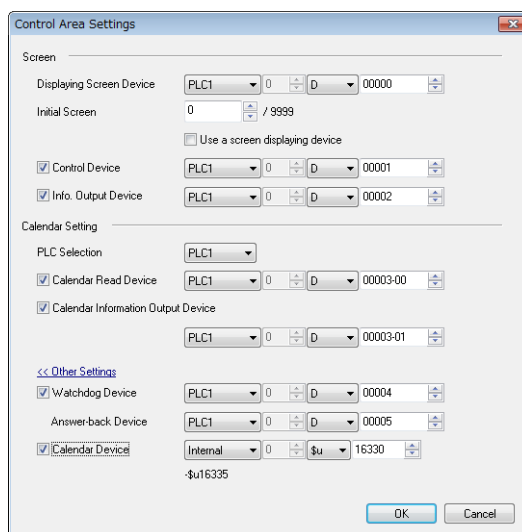 Control Area Settings
Screen
Displaying Screen Device PLC1 0 D 00000
Initial Screen 0 / 9999
Use a screen displaying device
Control Device PLC1 0 D 00001
Info. Output Device PLC1 0 D 00002
Calendar Setting
PLC Selection PLC1
Calendar Read Device PLC1 0 D 00003-00
Calendar Information Output Device
PLC1 0 D 00003-01
<< Other Settings
Watchdog Device PLC1 0 D 00004
Answer-back Device PLC1 0 D 00005
Calendar Device Internal 0 $u 16330
-$u16335
OK Cancel